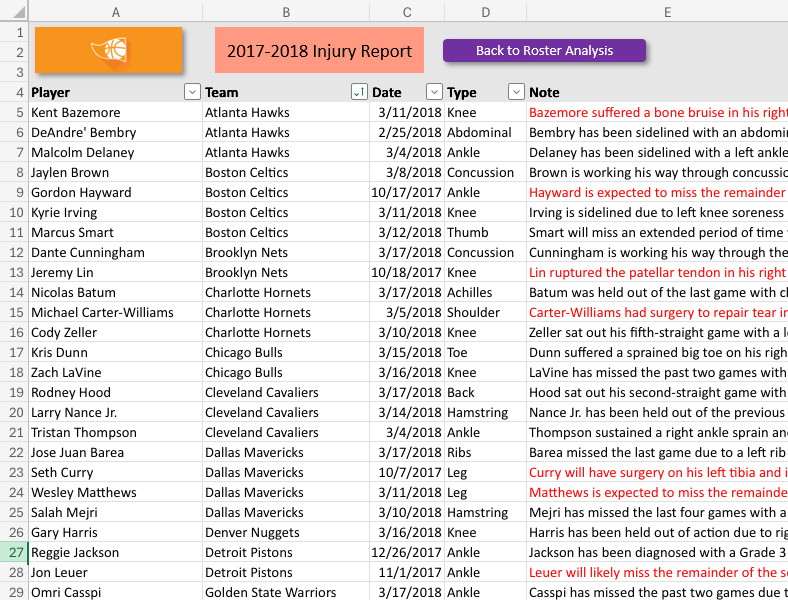 A B C D E
1
2 2017-2018 Injury Report Back to Roster Analysis
3
4 Player Team Date Type Note
5 Kent Bazemore Atlanta Hawks 3/11/2018 Knee Bazemore suffered a bone bruise in his right
6 DeAndre' Bembry Atlanta Hawks 2/25/2018 Abdominal Bembry has been sidelined with an abdomi
7 Malcolm Delaney Atlanta Hawks 3/4/2018 Ankle Delaney has been sidelined with a left ankle
8 Jaylen Brown Boston Celtics 3/8/2018 Concussion Brown is working his way through concussio
9 Gordon Hayward Boston Celtics 10/17/2017 Ankle Hayward is expected to miss the remainder
10 Kyrie Irving Boston Celtics 3/11/2018 Knee Irving is sidelined due to left knee soreness
11 Marcus Smart Boston Celtics 3/12/2018 Thumb Smart will miss an extended period of time
12 Dante Cunningham Brooklyn Nets 3/17/2018 Concussion Cunningham is working his way through the
13 Jeremy Lin Brooklyn Nets 10/18/2017 Knee Lin ruptured the patellar tendon in his right
14 Nicolas Batum Charlotte Hornets 3/17/2018 Achilles Batum was held out of the last game with
15 Michael Carter-Williams Charlotte Hornets 3/5/2018 Shoulder Carter-Williams had surgery to repair tear
16 Cody Zeller Charlotte Hornets 3/10/2018 Knee Zeller sat out his fifth-straight game with a
17 Kris Dunn Chicago Bulls 3/15/2018 Toe Dunn suffered a sprained big toe on his righ
18 Zach LaVine Chicago Bulls 3/16/2018 Knee LaVine has missed the past two games with
19 Rodney Hood Cleveland Cavaliers 3/17/2018 Back Hood sat out his second-straight game with
20 Larry Nance Jr. Cleveland Cavaliers 3/14/2018 Hamstring Nance Jr. has been held out of the previous
21 Tristan Thompson Cleveland Cavaliers 3/4/2018 Ankle Thompson sustained a right ankle sprain an
22 Jose Juan Barea Dallas Mavericks 3/17/2018 Ribs Barea missed the last game due to a left rib
23 Seth Curry Dallas Mavericks 10/7/2017 Leg Curry will have surgery on his left tibia and i
24 Wesley Matthews Dallas Mavericks 3/11/2018 Leg Matthews is expected to miss the remainde
25 Salah Mejri Dallas Mavericks 3/10/2018 Hamstring Mejri has missed the last four games with a
26 Gary Harris Denver Nuggets 3/16/2018 Knee Harris has been held out of action due to rig
27 Reggie Jackson Detroit Pistons 12/26/2017 Ankle Jackson has been diagnosed with a Grade 3
28 Jon Leuer Detroit Pistons 11/1/2017 Ankle Leuer will likely miss the remainder of the se
29 Omri Casspi Golden State Warriors 3/17/2018 Ankle Casspi has missed the past two games due t